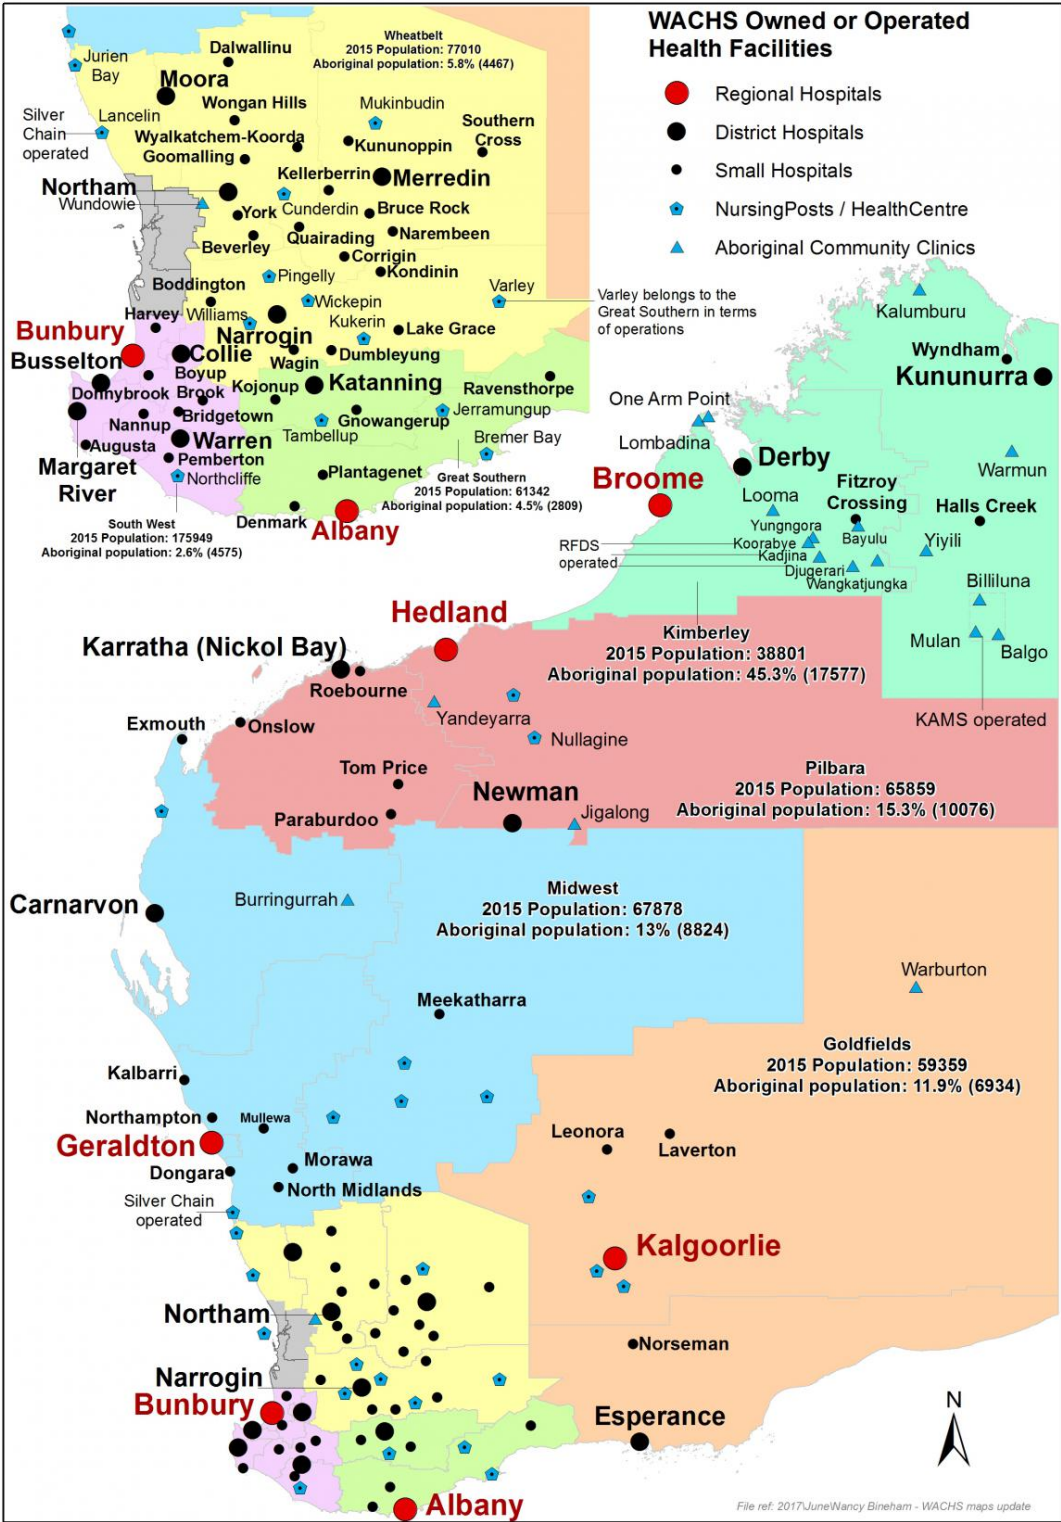 WACHS Owned or Operated
Health Facilities
Regional Hospitals
District Hospitals
Small Hospitals
NursingPosts / HealthCentre
Aboriginal Community Clinics
Wheatbelt
2015 Population: 77010
Aboriginal population: 5.8% (4467)
Dalwallinu
Jurien
Bay
Moora
Wongan Hills
Mukinbudin
Silver
Chain
operated
Lancelin
Southern
Cross
Wyalkatchem-Koorda
Kununoppin
Goomalling
Kellerberrin
Merredin
Northam
Wundowie
York
Cunderdin
Bruce Rock
Beverley
Quairading
Narembeen
Corrigin
Kondinin
Pingelly
Boddington
Wickepin
Varley
Varley belongs to the
Great Southern in terms
of operations
Harvey
Williams
Kukerin
Lake Grace
Bunbury
Narrogin
Busselton
Collie
Wagin
Dumbleyung
Boyup
Brook
Kojonup
Katanning
Ravensthorpe
Donnybrook
Bridgetown
Gnowangerup
Jerramungup
Nannup
Tambellup
Augusta
Warren
Bremer Bay
Margaret
River
Pemberton
Northcliffe
Plantagenet
Great Southern
2015 Population: 61342
Aboriginal population:
4.5% (2809)
South West
2015 Population: 175949
Aboriginal population:
2.6% (4575)
Denmark
Albany
Kalumburu
Wyndham
Kununurra
One Arm Point
Lombadina
Derby
Warmun
Broome
Looma
Fitzroy
Crossing
Halls Creek
Yungngora
RFDS
operated
Koorabye
Bayulu
Yiyili
Kadjina
Djugerari
Wangkatjungka
Billiluna
Mulan
Balgo
KAMS operated
Hedland
Kimberley
2015 Population: 38801
Aboriginal population: 45.3% (17577)
Karratha (Nickol Bay)
Roebourne
Yandeyarra
Exmouth
Onslow
Nullagine
Tom Price
Pilbara
2015 Population: 65859
Aboriginal population: 15.3% (10076)
Newman
Paraburdoo
Jigalong
Carnarvon
Burringurrah
Midwest
2015 Population: 67878
Aboriginal population: 13% (8824)
Warburton
Meekatharra
Goldfields
2015 Population: 59359
Aboriginal population: 11.9% (6934)
Kalbarri
Northampton
Mullewa
Leonora
Laverton
Geraldton
Morawa
Dongara
North Midlands
Silver Chain
operated
Kalgoorlie
Northam
Norseman
Narrogin
Bunbury
Esperance
N
Albany
File ref: 2017\June\Nancy Bineham - WACHS maps update